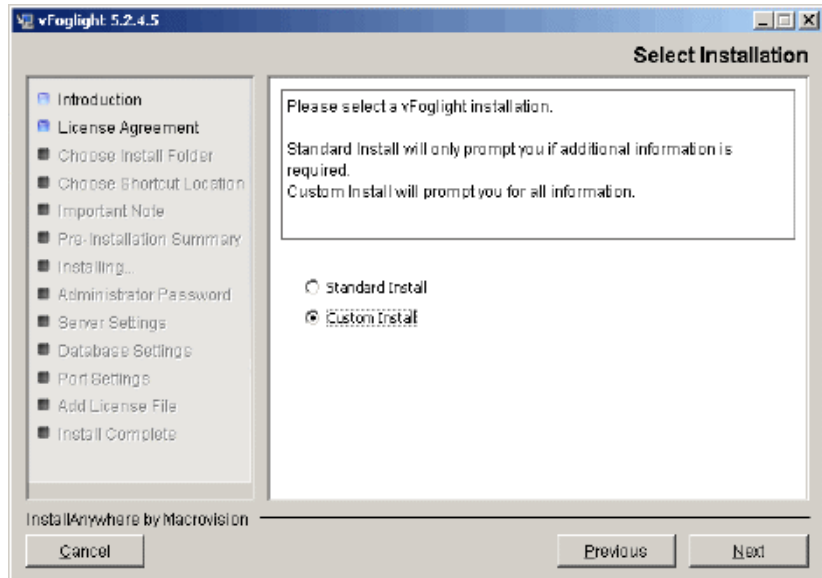 vFoglight 5.2.4.5
Select Installation
Introduction
License Agreement
Choose Install Folder
Choose Shortcut Location
Important Note
Pre-Installation Summary
Installing...
Administrator Password
Server Settings
Database Settings
Port Settings
Add License File
Install Complete
Please select a vFoglight installation.
Standard Install will only prompt you if additional information is
required.
Custom Install will prompt you for all information.
Standard Install
Custom Install
InstallAnywhere by Macrovision
Cancel
Previous
Next